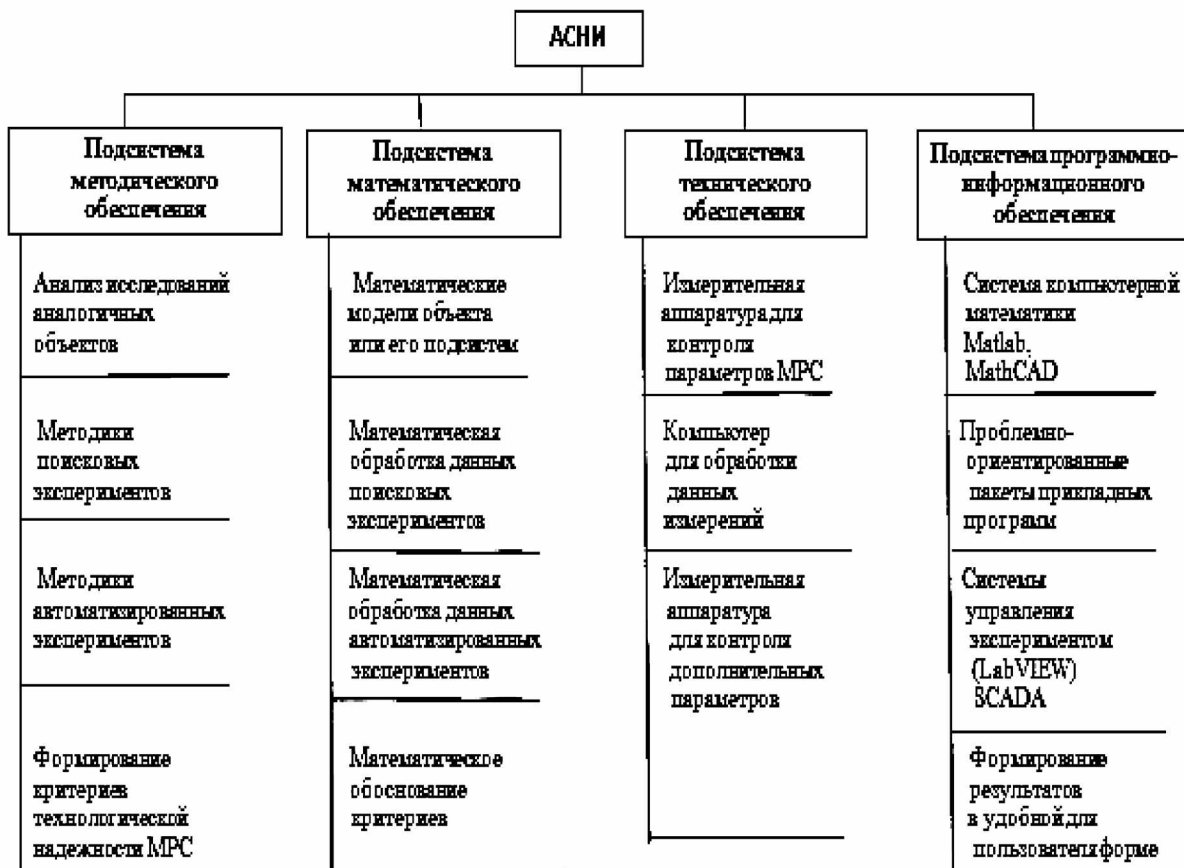 АСНИ
Подсистема
методического
обеспечения
Анализ исследований
аналогичных
объектов
Методики
поисковых
экспериментов
Методики
автоматизированных
экспериментов
Формирование
критериев
технологической
надежности МРС
Подсистема
математического
обеспечения
Математические
модели объекта
или его подсистем
Математическая
обработка данных
поисковых
экспериментов
Математическая
обработка данных
автоматизированных
экспериментов
Математическое
обоснование
критериев
Подсистема
технического
обеспечения
Измерительная
аппаратура для
контроля
параметров МРС
Компьютер
для обработки
данных
измерений
Измерительная
аппаратура
для контроля
дополнительных
параметров
Подсистема программно-
информационного
обеспечения
Система компьютерной
математики
Matlab,
MathCAD
Проблемно-
ориентированные
пакеты прикладных
программ
Системы
управления
экспериментом
(LabVIEW)
SCADA
Формирование
результатов
в удобной для
пользователя форме